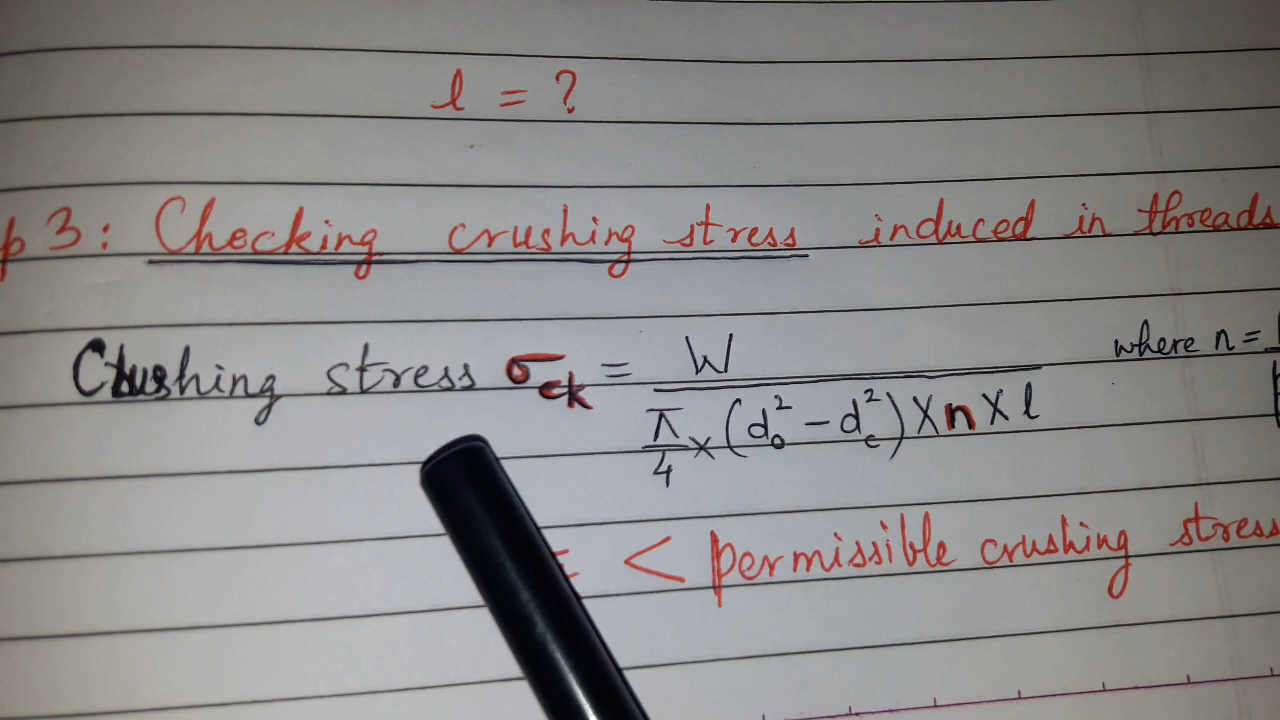 l = ?
p 3: Checking crushing stress induced in threads
Crushing stress σck = W / π/4 × (do² - dc²) × n × l where n =
= < permissible crushing stress